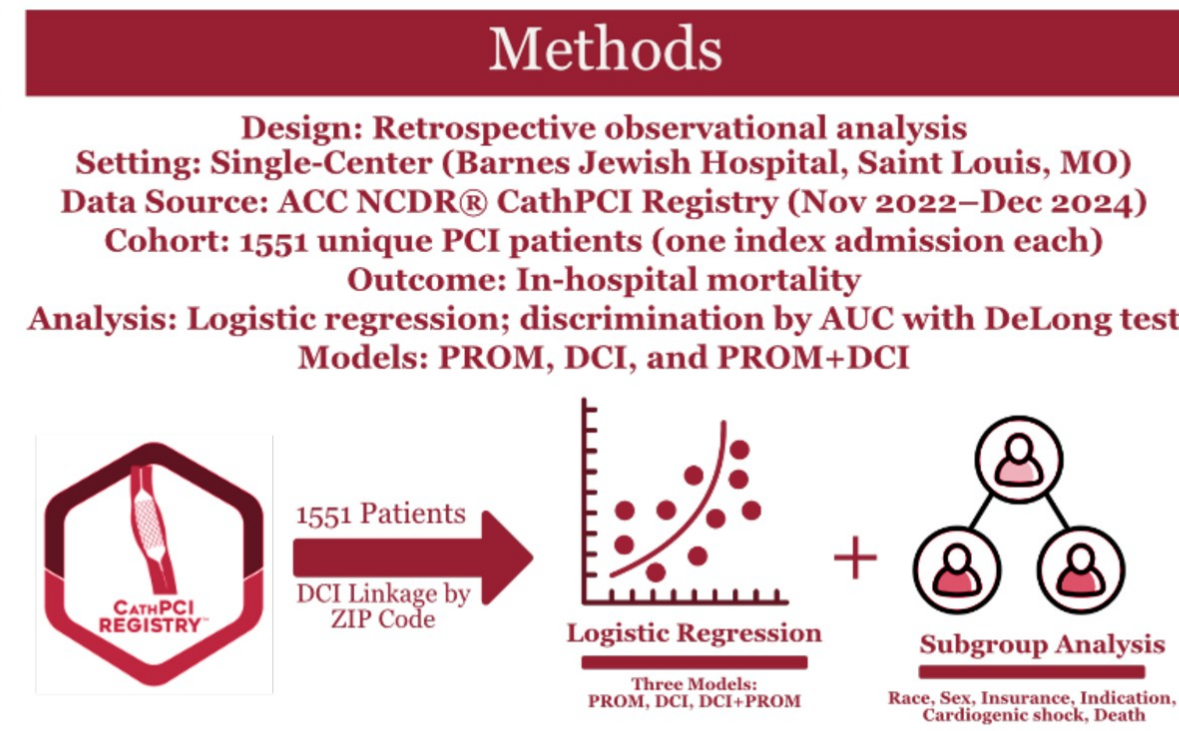 Methods
Design: Retrospective observational analysis
Setting: Single-Center (Barnes Jewish Hospital, Saint Louis, MO)
Data Source: ACC NCDR® CathPCI Registry (Nov 2022–Dec 2024)
Cohort: 1551 unique PCI patients (one index admission each)
Outcome: In-hospital mortality
Analysis: Logistic regression; discrimination by AUC with DeLong test
Models: PROM, DCI, and PROM+DCI
CATHPCI
REGISTRY™
1551 Patients
DCI Linkage by
ZIP Code
Logistic Regression
Three Models:
PROM, DCI, DCI+PROM
+
Subgroup Analysis
Race, Sex, Insurance, Indication,
Cardiogenic shock, Death